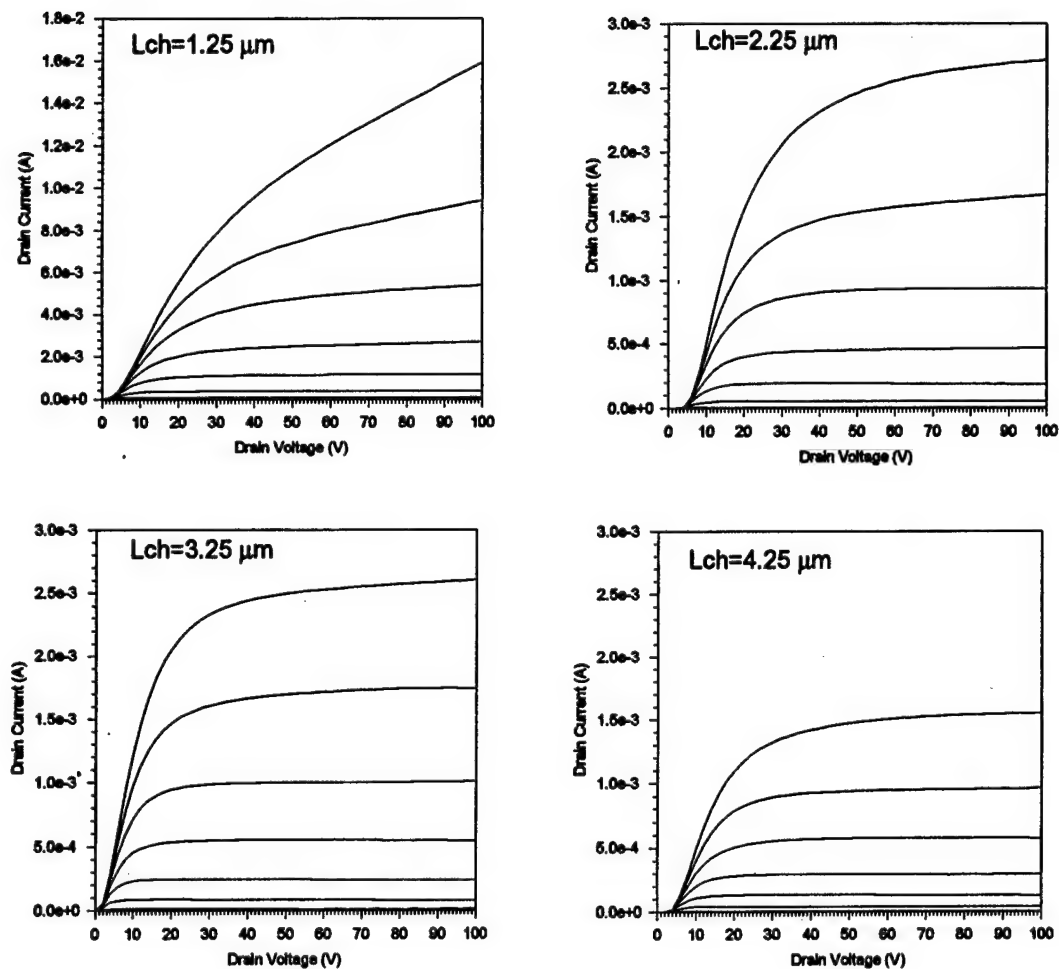 Lch=1.25 μm
1.8e-2
1.6e-2
1.4e-2
1.2e-2
1.0e-2
8.0e-3
6.0e-3
4.0e-3
2.0e-3
0.0e+0
Drain Current (A)
0 10 20 30 40 50 60 70 80 90 100
Drain Voltage (V)
Lch=2.25 μm
3.0e-3
2.5e-3
2.0e-3
1.5e-3
1.0e-3
5.0e-4
0.0e+0
Drain Current (A)
0 10 20 30 40 50 60 70 80 90 100
Drain Voltage (V)
Lch=3.25 μm
3.0e-3
2.5e-3
2.0e-3
1.5e-3
1.0e-3
5.0e-4
0.0e+0
Drain Current (A)
0 10 20 30 40 50 60 70 80 90 100
Drain Voltage (V)
Lch=4.25 μm
3.0e-3
2.5e-3
2.0e-3
1.5e-3
1.0e-3
5.0e-4
0.0e+0
Drain Current (A)
0 10 20 30 40 50 60 70 80 90 100
Drain Voltage (V)